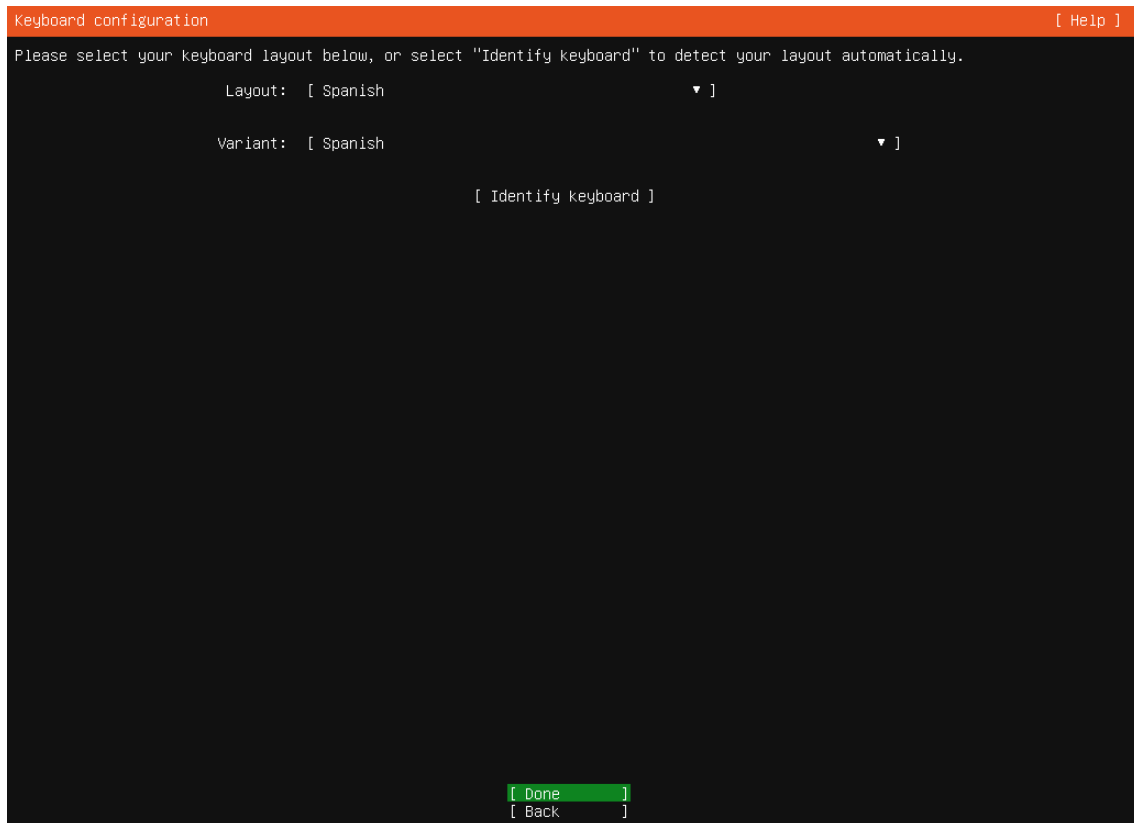 Keyboard configuration [ Help ]
Please select your keyboard layout below, or select "Identify keyboard" to detect your layout automatically.
Layout: [ Spanish ▾ ]
Variant: [ Spanish ▾ ]
[ Identify keyboard ]
[ Done ]
[ Back ]